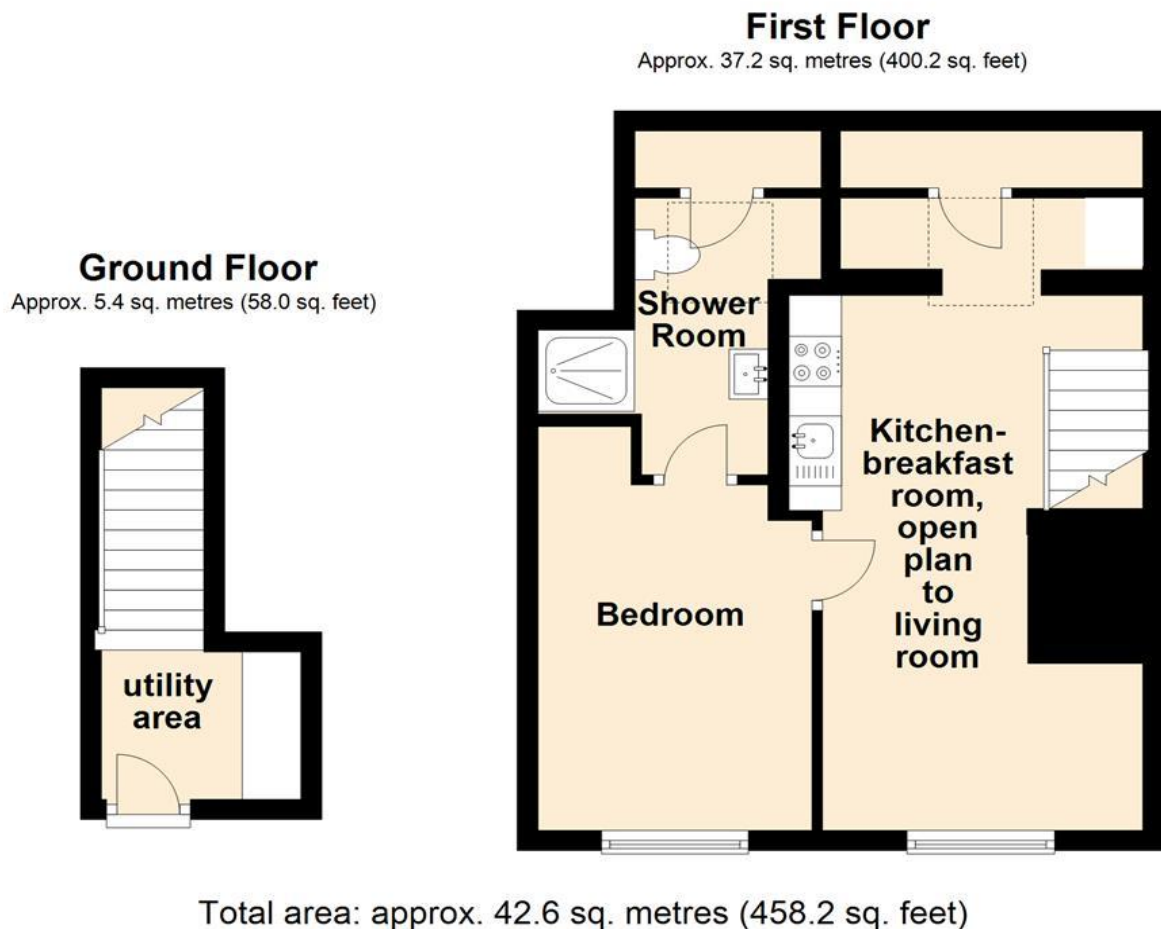 First Floor
Approx. 37.2 sq. metres (400.2 sq. feet)
Ground Floor
Approx. 5.4 sq. metres (58.0 sq. feet)
Shower
Room
Kitchen-
breakfast
room,
open
plan
to
living
room
Bedroom
utility
area
Total area: approx. 42.6 sq. metres (458.2 sq. feet)